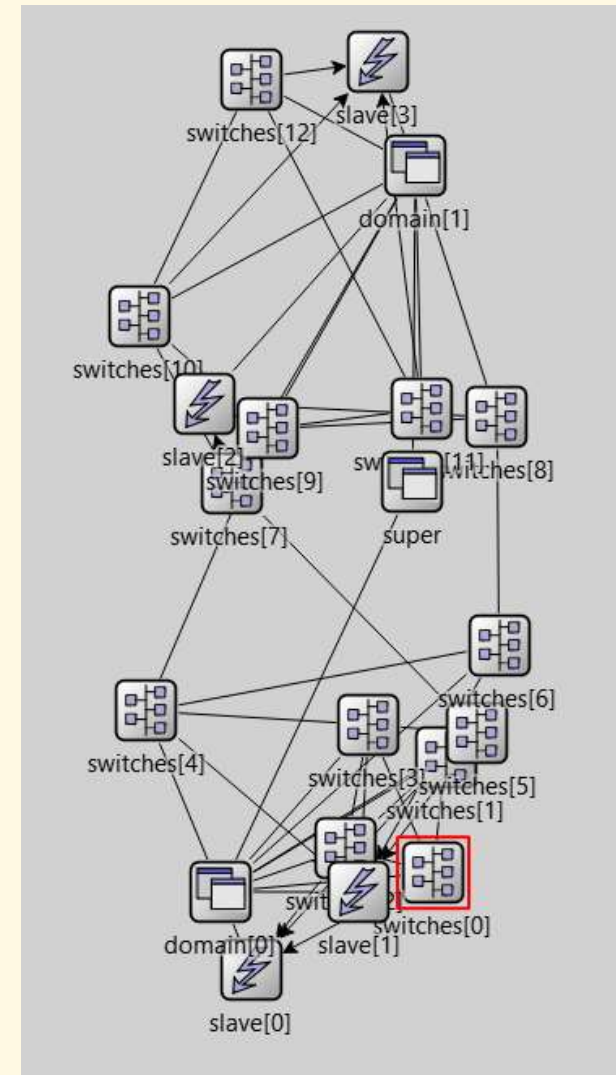 slave[3]
switches[12]
domain[1]
switches[10]
slave[2]
switches[9]
switches[8]
switches[7]
super
switches[6]
switches[4]
switches[3]
switches[5]
switches[1]
switches[0]
domain[0]
slave[1]
slave[0]